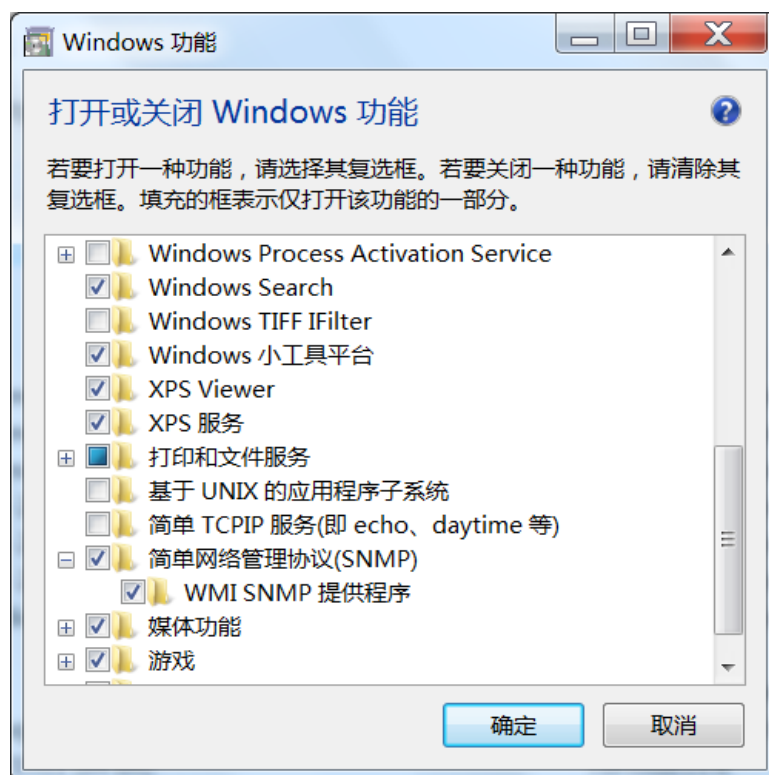 Windows 功能
打开或关闭 Windows 功能
若要打开一种功能，请选择其复选框。若要关闭一种功能，请清除其
复选框。填充的框表示仅打开该功能的一部分。
Windows Process Activation Service
Windows Search
Windows TIFF IFilter
Windows 小工具平台
XPS Viewer
XPS 服务
打印和文件服务
基于 UNIX 的应用程序子系统
简单 TCPIP 服务(即 echo、daytime 等)
简单网络管理协议(SNMP)
WMI SNMP 提供程序
媒体功能
游戏
确定
取消